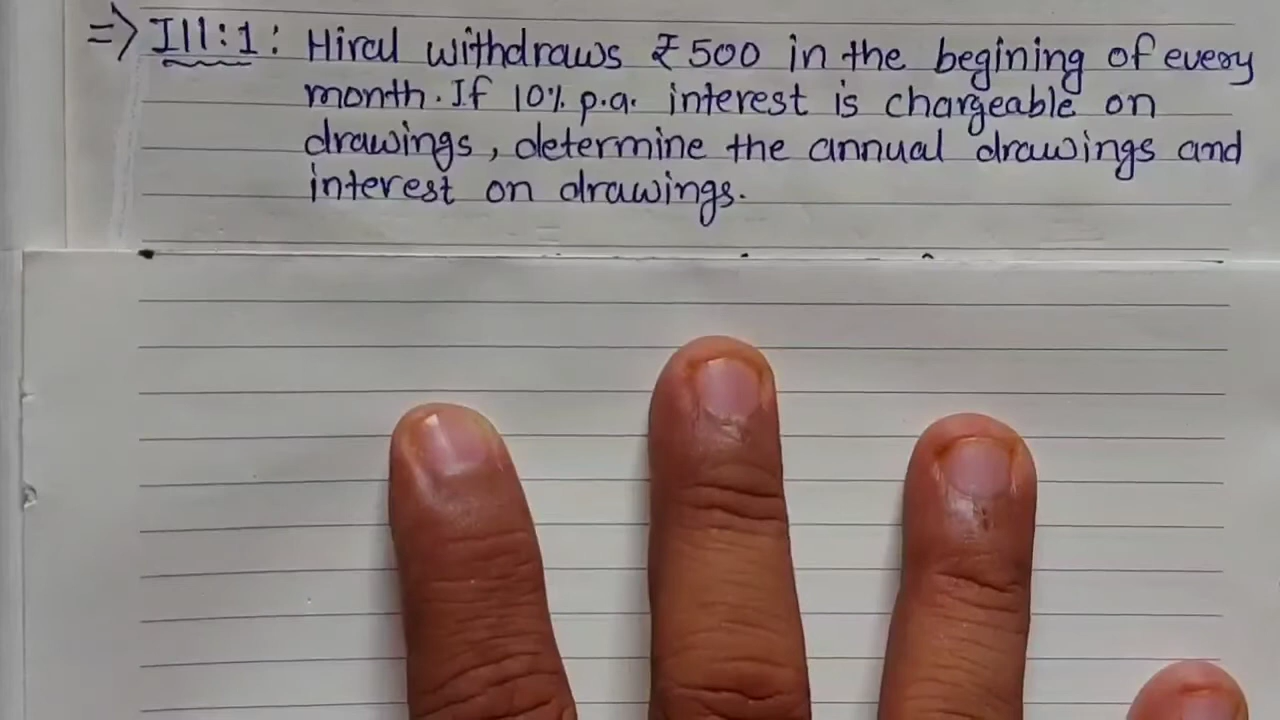 => Ill:1: Hiral withdraws ₹500 in the begining of every
month. If 10% p.a. interest is chargeable on
drawings, determine the annual drawings and
interest on drawings.